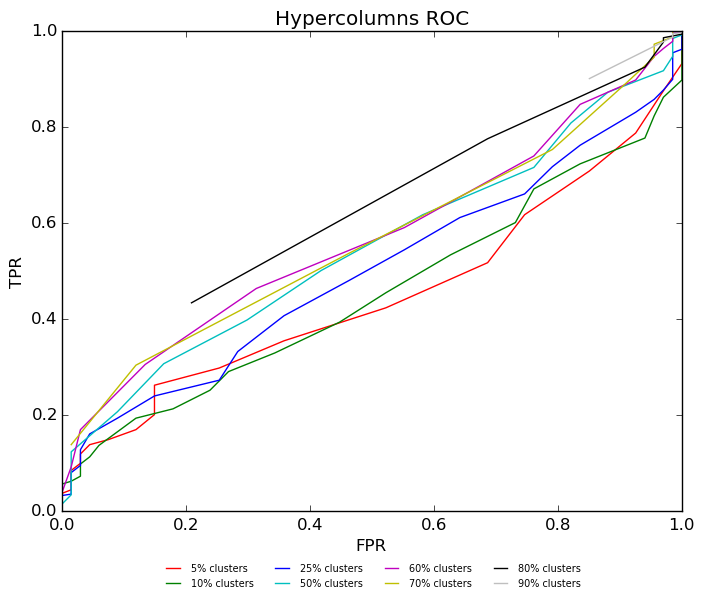 Hypercolumns ROC
1.0
0.8
0.6
0.4
0.2
0.0
TPR
0.0 0.2 0.4 0.6 0.8 1.0
FPR
5% clusters 25% clusters 60% clusters 80% clusters
10% clusters 50% clusters 70% clusters 90% clusters